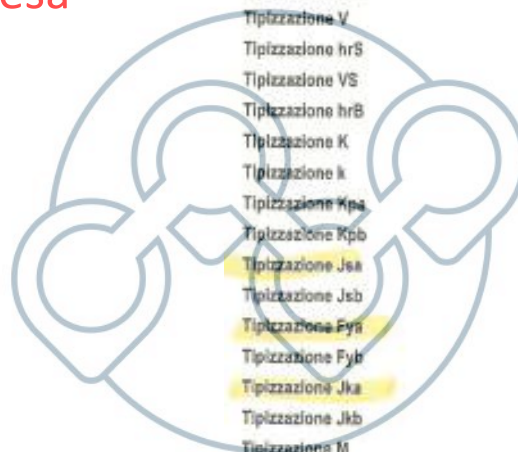 esa
Tipizzazione V
Tipizzazione hrS
Tipizzazione VS
Tipizzazione hrB
Tipizzazione K
Tipizzazione k
Tipizzazione Kpa
Tipizzazione Kpb
Tipizzazione Jsa
Tipizzazione Jsb
Tipizzazione Fya
Tipizzazione Fyb
Tipizzazione Jka
Tipizzazione Jkb
Tipizzazione M